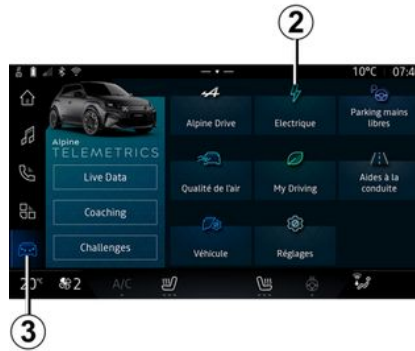 2
10°C 07:4
Alpine Drive
Electrique
Parking mains
libres
Alpine
TELEMETRICS
Live Data
Coaching
Challenges
Qualité de l'air
My Driving
Aides à la
conduite
Véhicule
Réglages
20°C
2
A/C
3